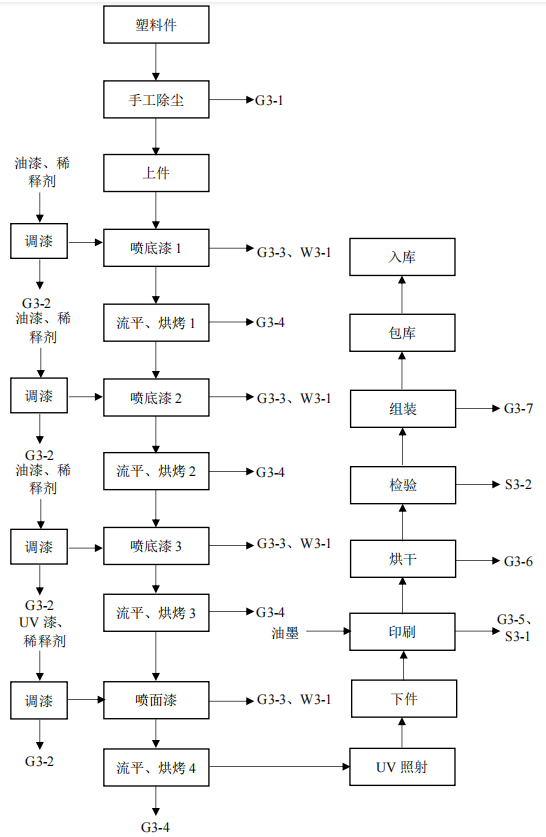 塑料件
手工除尘
G3-1
油漆、稀
释剂
上件
调漆
喷底漆 1
G3-3、W3-1
入库
G3-2
油漆、稀
释剂
流平、烘烤 1
G3-4
包库
调漆
喷底漆 2
G3-3、W3-1
组装
G3-7
G3-2
油漆、稀
释剂
流平、烘烤 2
G3-4
检验
S3-2
调漆
喷底漆 3
G3-3、W3-1
烘干
G3-6
G3-2
UV 漆、
稀释剂
流平、烘烤 3
G3-4
油墨
印刷
G3-5、
S3-1
调漆
喷面漆
G3-3、W3-1
下件
G3-2
流平、烘烤 4
UV 照射
G3-4